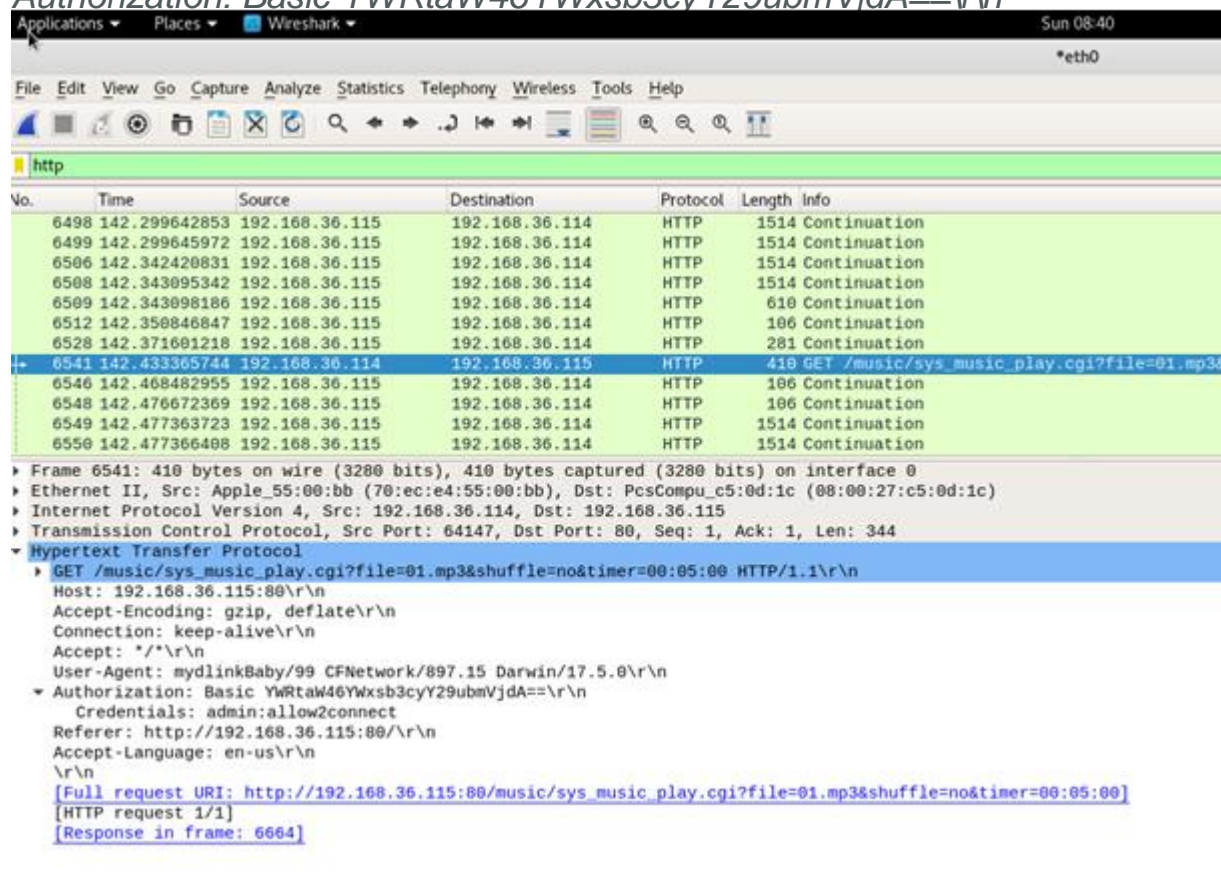 Authorization: Basic YWRtaW46YWxsb3cyY29ubmVjdA==\r\n
Applications Places Wireshark Sun 08:40
*eth0
File Edit View Go Capture Analyze Statistics Telephony Wireless Tools Help
http
No. Time Source Destination Protocol Length Info
6498 142.299642853 192.168.36.115 192.168.36.114 HTTP 1514 Continuation
6499 142.299645972 192.168.36.115 192.168.36.114 HTTP 1514 Continuation
6506 142.342420831 192.168.36.115 192.168.36.114 HTTP 1514 Continuation
6508 142.343095342 192.168.36.115 192.168.36.114 HTTP 1514 Continuation
6509 142.343098186 192.168.36.115 192.168.36.114 HTTP 610 Continuation
6512 142.350846847 192.168.36.115 192.168.36.114 HTTP 106 Continuation
6528 142.371601218 192.168.36.115 192.168.36.114 HTTP 281 Continuation
6541 142.433365744 192.168.36.114 192.168.36.115 HTTP 410 GET /music/sys_music_play.cgi?file=01.mp3&
6546 142.468482955 192.168.36.115 192.168.36.114 HTTP 106 Continuation
6548 142.476672369 192.168.36.115 192.168.36.114 HTTP 106 Continuation
6549 142.477363723 192.168.36.115 192.168.36.114 HTTP 1514 Continuation
6550 142.477366408 192.168.36.115 192.168.36.114 HTTP 1514 Continuation
Frame 6541: 410 bytes on wire (3280 bits), 410 bytes captured (3280 bits) on interface 0
Ethernet II, Src: Apple_55:00:bb (70:ec:e4:55:00:bb), Dst: PcsCompu_c5:0d:1c (08:00:27:c5:0d:1c)
Internet Protocol Version 4, Src: 192.168.36.114, Dst: 192.168.36.115
Transmission Control Protocol, Src Port: 64147, Dst Port: 80, Seq: 1, Ack: 1, Len: 344
Hypertext Transfer Protocol
GET /music/sys_music_play.cgi?file=01.mp3&shuffle=no&timer=00:05:00 HTTP/1.1\r\n
Host: 192.168.36.115:80\r\n
Accept-Encoding: gzip, deflate\r\n
Connection: keep-alive\r\n
Accept: */*\r\n
User-Agent: mydlinkBaby/99 CFNetwork/897.15 Darwin/17.5.0\r\n
Authorization: Basic YWRtaW46YWxsb3cyY29ubmVjdA==\r\n
Credentials: admin:allow2connect
Referer: http://192.168.36.115:80/\r\n
Accept-Language: en-us\r\n
\r\n
[Full request URI: http://192.168.36.115:80/music/sys_music_play.cgi?file=01.mp3&shuffle=no&timer=00:05:00]
[HTTP request 1/1]
[Response in frame: 6664]